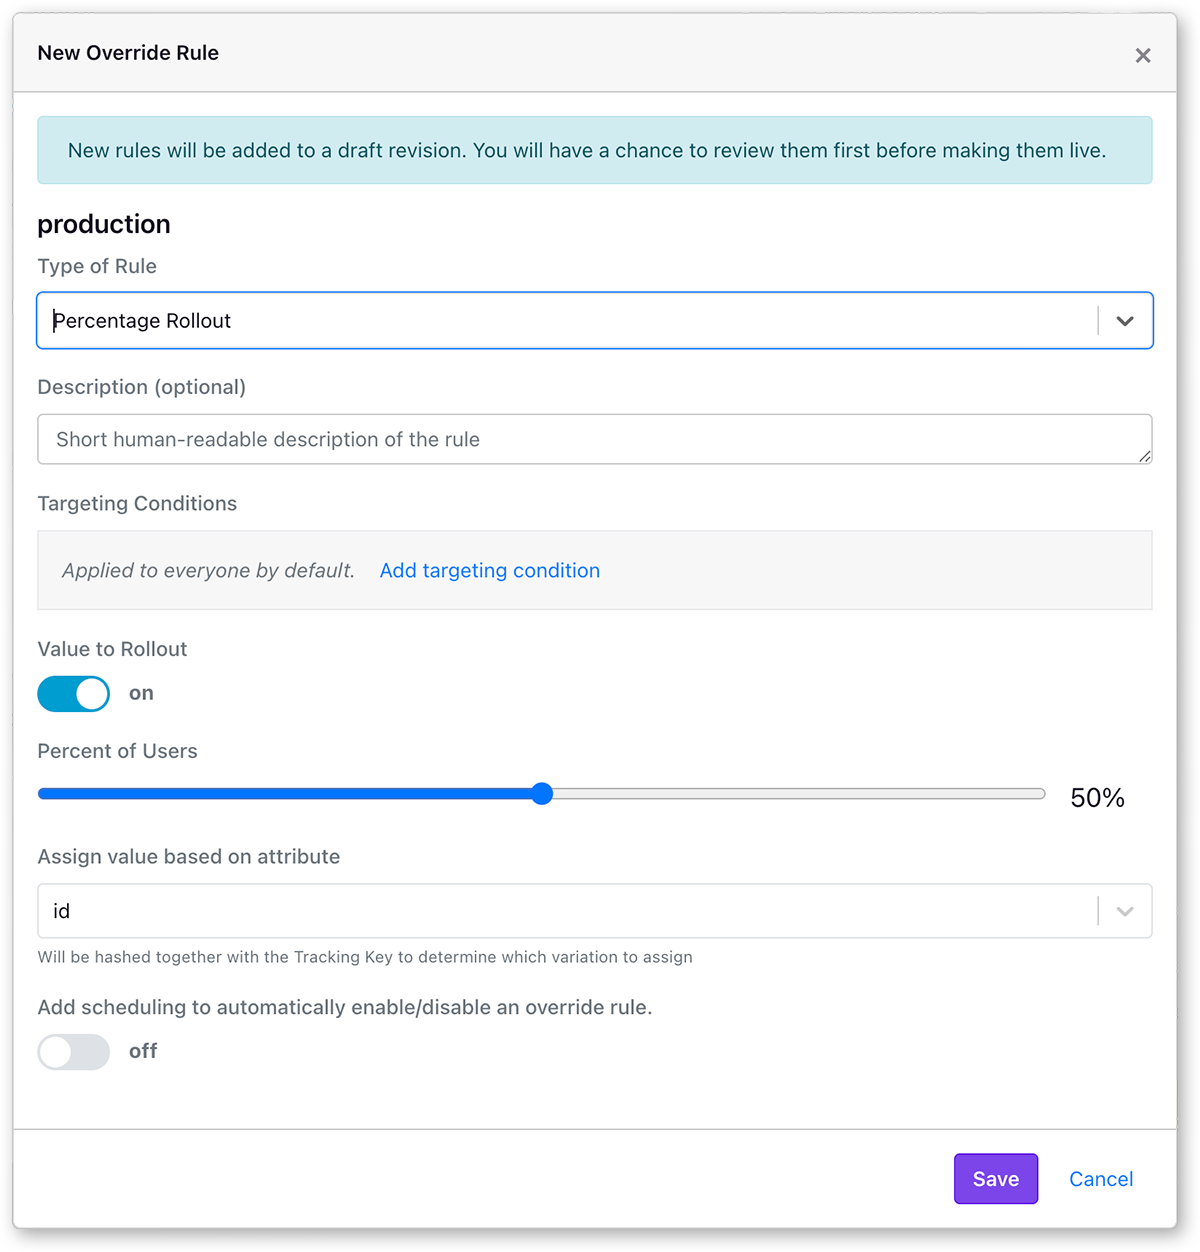 New Override Rule
New rules will be added to a draft revision. You will have a chance to review them first before making them live.
production
Type of Rule
Percentage Rollout
Description (optional)
Short human-readable description of the rule
Targeting Conditions
Applied to everyone by default. Add targeting condition
Value to Rollout
on
Percent of Users
50%
Assign value based on attribute
id
Will be hashed together with the Tracking Key to determine which variation to assign
Add scheduling to automatically enable/disable an override rule.
off
Save Cancel